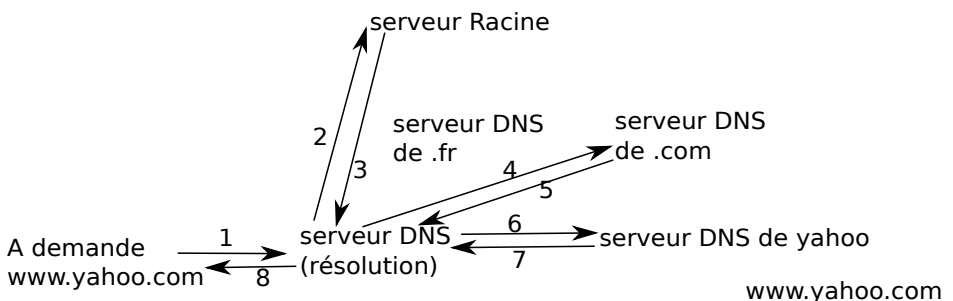 serveur Racine
serveur DNS
de .fr
serveur DNS
de .com
2
3
4
5
A demande
www.yahoo.com
1
8
serveur DNS
(résolution)
6
7
serveur DNS de yahoo
www.yahoo.com